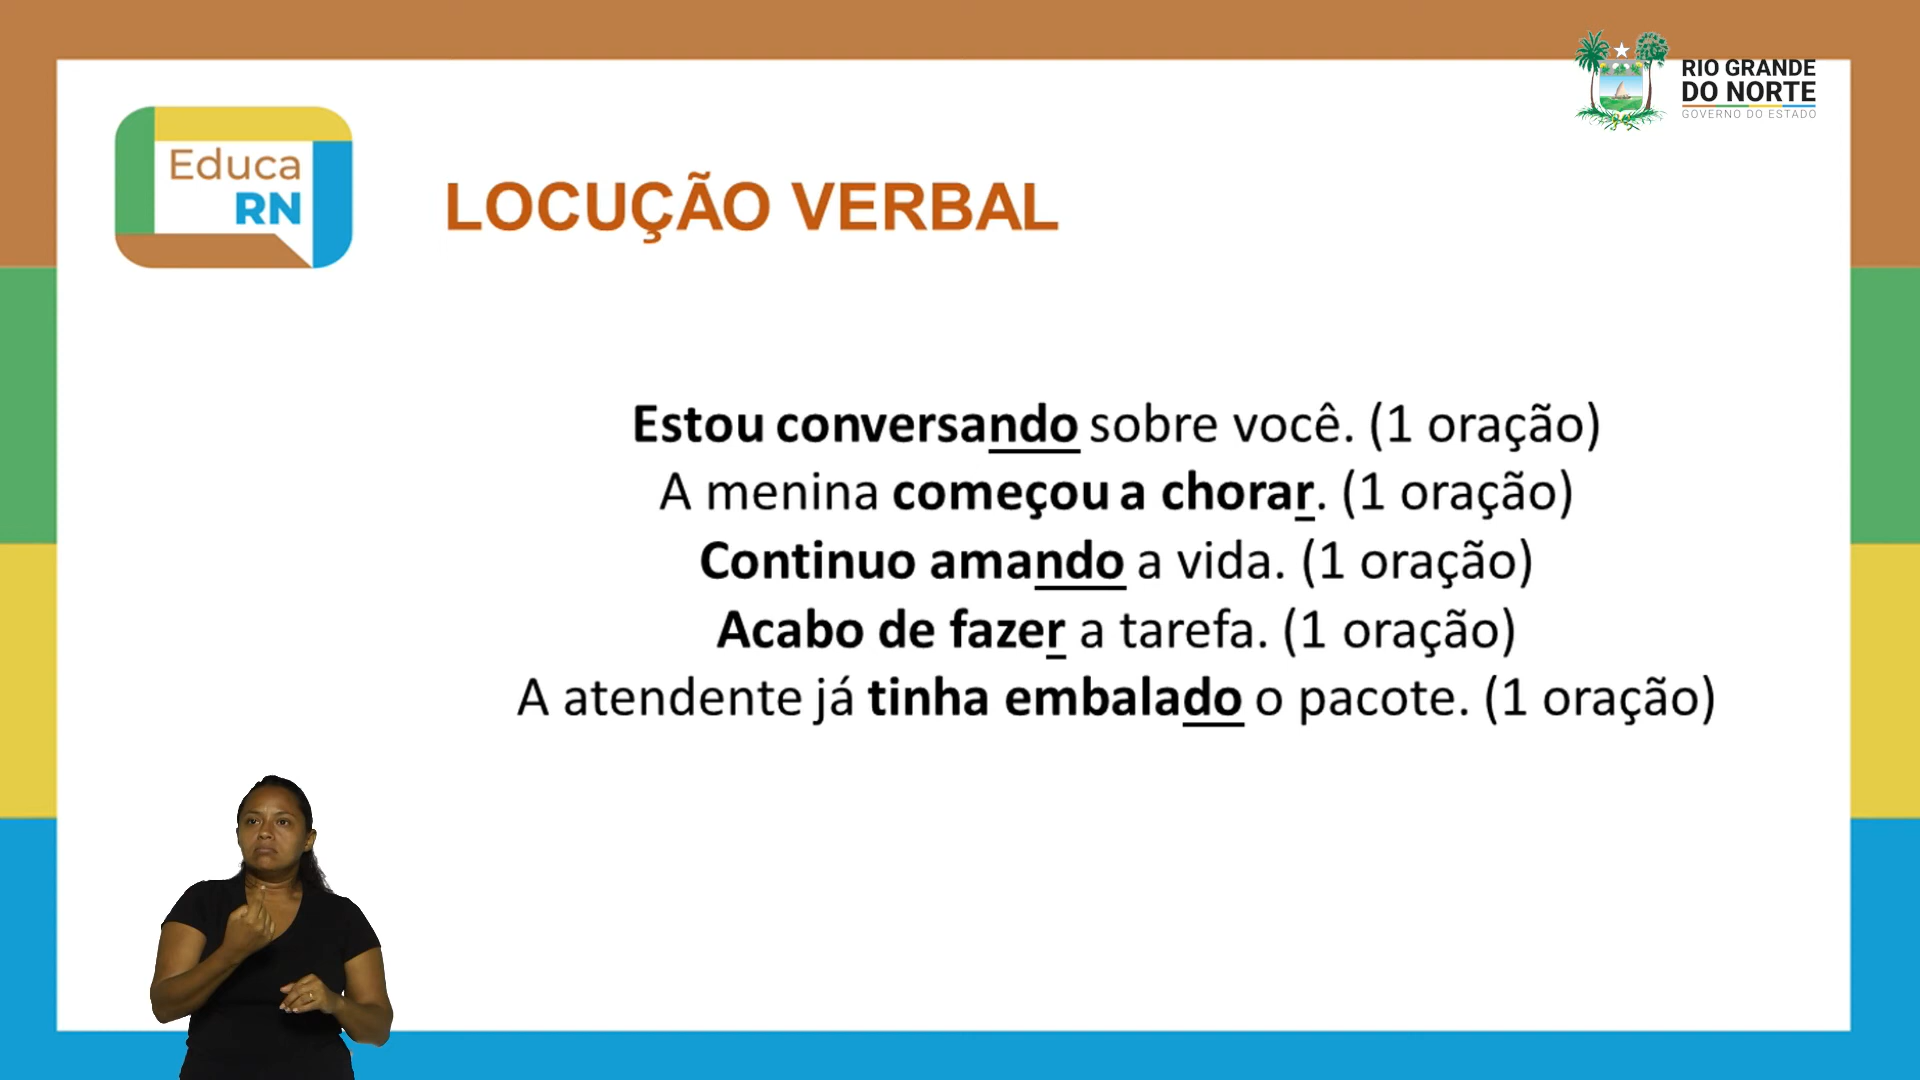 RIO GRANDE
DO NORTE
GOVERNO DO ESTADO
Educa
RN
LOCUÇÃO VERBAL
Estou conversando sobre você. (1 oração)
A menina começou a chorar. (1 oração)
Continuo amando a vida. (1 oração)
Acabo de fazer a tarefa. (1 oração)
A atendente já tinha embalado o pacote. (1 oração)